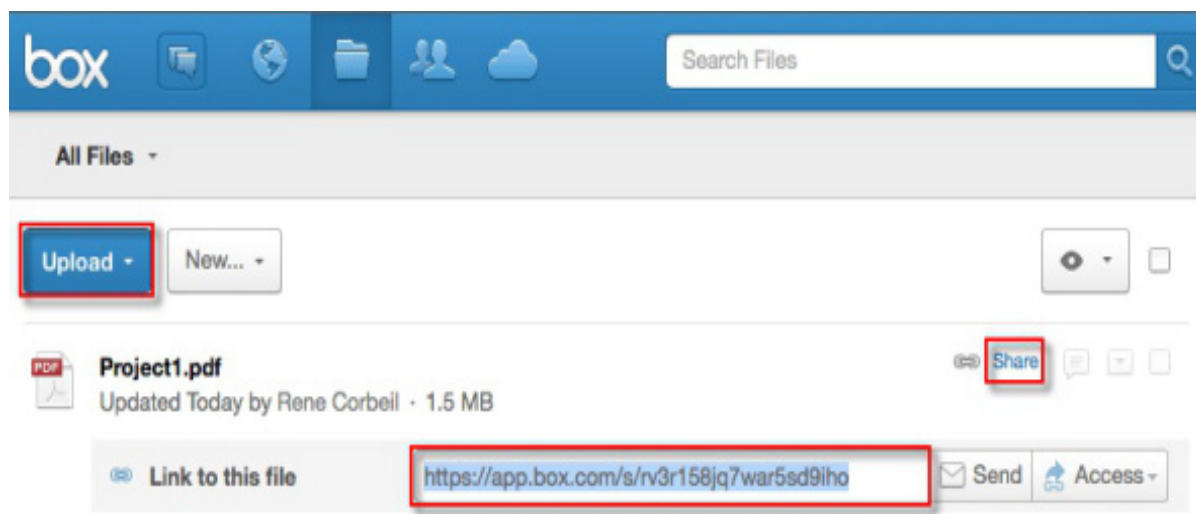 box
Search Files
All Files
Upload
New...
PDF
Project1.pdf
Share
Updated Today by Rene Corbeil · 1.5 MB
Link to this file
https://app.box.com/s/rv3r158jq7war5sd9iho
Send
Access